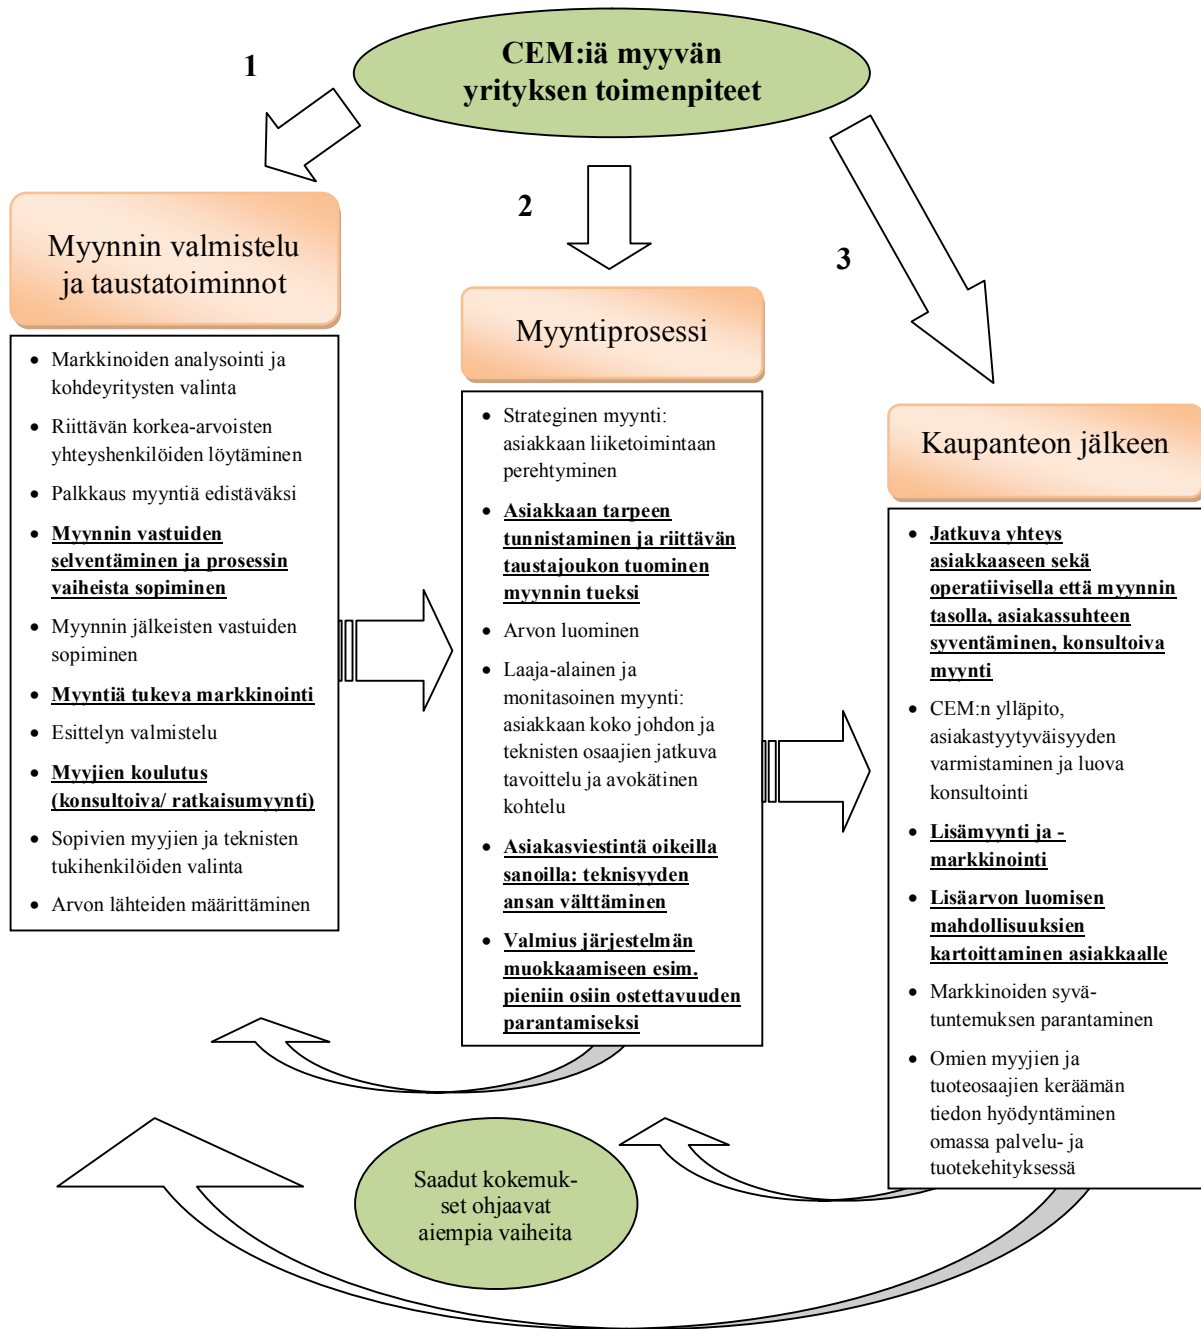 CEM:iä myyvän
yrityksen toimenpiteet
1
2
3
Myynnin valmistelu
ja taustatoiminnot
• Markkinoiden analysointi ja
kohdeyritysten valinta
• Riittävän korkea-arvoisten
yhteyshenkilöiden löytäminen
• Palkkaus myyntiä edistäväksi
• Myynnin vastuiden
selventäminen ja prosessin
vaiheista sopiminen
• Myynnin jälkeisten vastuiden
sopiminen
• Myyntiä tukeva markkinointi
• Esittelyn valmistelu
• Myyjien koulutus
(konsultoiva/ ratkaisumyynti)
• Sopivien myyjien ja teknisten
tukihenkilöiden valinta
• Arvon lähteiden määrittäminen
Myyntiprosessi
• Strateginen myynti:
asiakkaan liiketoimintaan
perehtyminen
• Asiakkaan tarpeen
tunnistaminen ja riittävän
taustajoukon tuominen
myynnin tueksi
• Arvon luominen
• Laaja-alainen ja
monitasoinen myynti:
asiakkaan koko johdon ja
teknisten osaajien jatkuva
tavoittelu ja avokätinen
kohtelu
• Asiakasviestintä oikeilla
sanoilla: teknisyyden
ansan välttäminen
• Valmius järjestelmän
muokkaamiseen esim.
pieniin osiin ostettavuuden
parantamiseksi
Kaupanteon jälkeen
• Jatkuva yhteys
asiakkaaseen sekä
operatiivisella että myynnin
tasolla, asiakassuhteen
syventäminen, konsultoiva
myynti
• CEM:n ylläpito,
asiakastyytyväisyyden
varmistaminen ja luova
konsultointi
• Lisämyynti ja -
markkinointi
• Lisäarvon luomisen
mahdollisuuksien
kartoittaminen asiakkaalle
• Markkinoiden syvä-
tuntemuksen parantaminen
• Omien myyjien ja
tuoteosaajien keräämän
tiedon hyödyntäminen
omassa palvelu- ja
tuotekehityksessä
Saadut kokemuk-
set ohjaavat
aiempia vaiheita